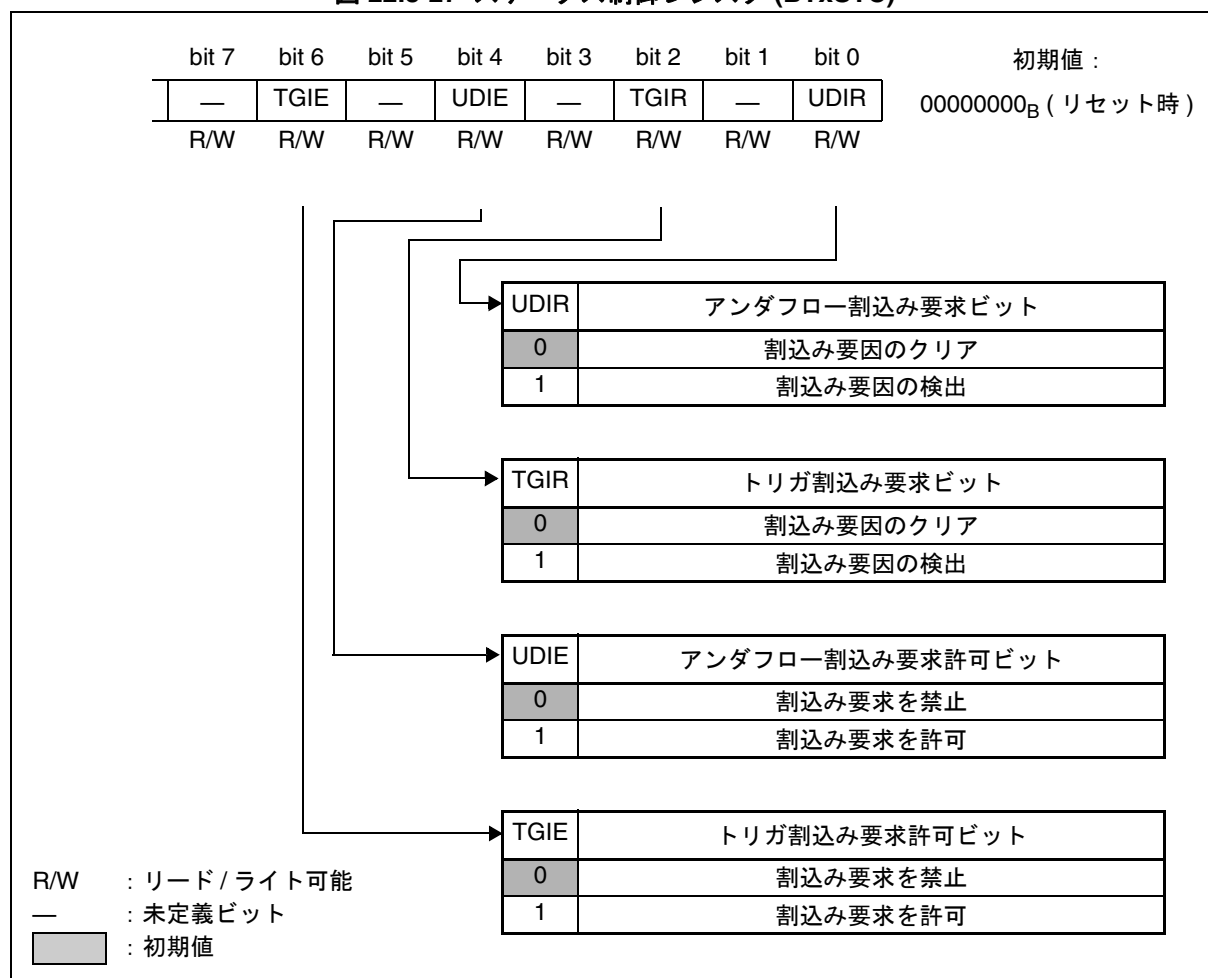 bit 7 bit 6 bit 5 bit 4 bit 3 bit 2 bit 1 bit 0 初期値：
— TGIE — UDIE — TGIR — UDIR 00000000B ( リセット時 )
R/W R/W R/W R/W R/W R/W R/W R/W
UDIR アンダフロー割込み要求ビット
0 割込み要因のクリア
1 割込み要因の検出
TGIR トリガ割込み要求ビット
0 割込み要因のクリア
1 割込み要因の検出
UDIE アンダフロー割込み要求許可ビット
0 割込み要求を禁止
1 割込み要求を許可
TGIE トリガ割込み要求許可ビット
0 割込み要求を禁止
1 割込み要求を許可
R/W ：リード / ライト可能
— ：未定義ビット
：初期値